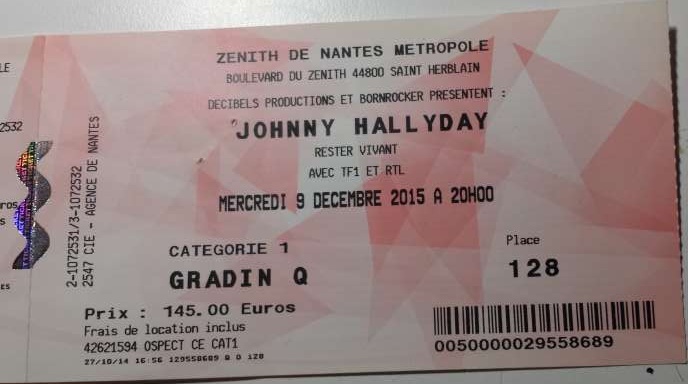 LE
2532
ros
s
ES
2-1072531/3-1072532
2547 CIE - AGENCE DE NANTES
ZENITH DE NANTES METROPOLE
BOULEVARD DU ZENITH 44800 SAINT HERBLAIN
DECIBELS PRODUCTIONS ET BORNROCKER PRESENTENT :
JOHNNY HALLYDAY
RESTER VIVANT
AVEC TF1 ET RTL
MERCREDI 9 DECEMBRE 2015 A 20H00
CATEGORIE 1
Place
GRADIN Q
128
Prix : 145.00 Euros
Frais de location inclus
42621594 OSPECT CE CAT1
27/10/14 16:56 129558689 Q 0 128
0050000029558689